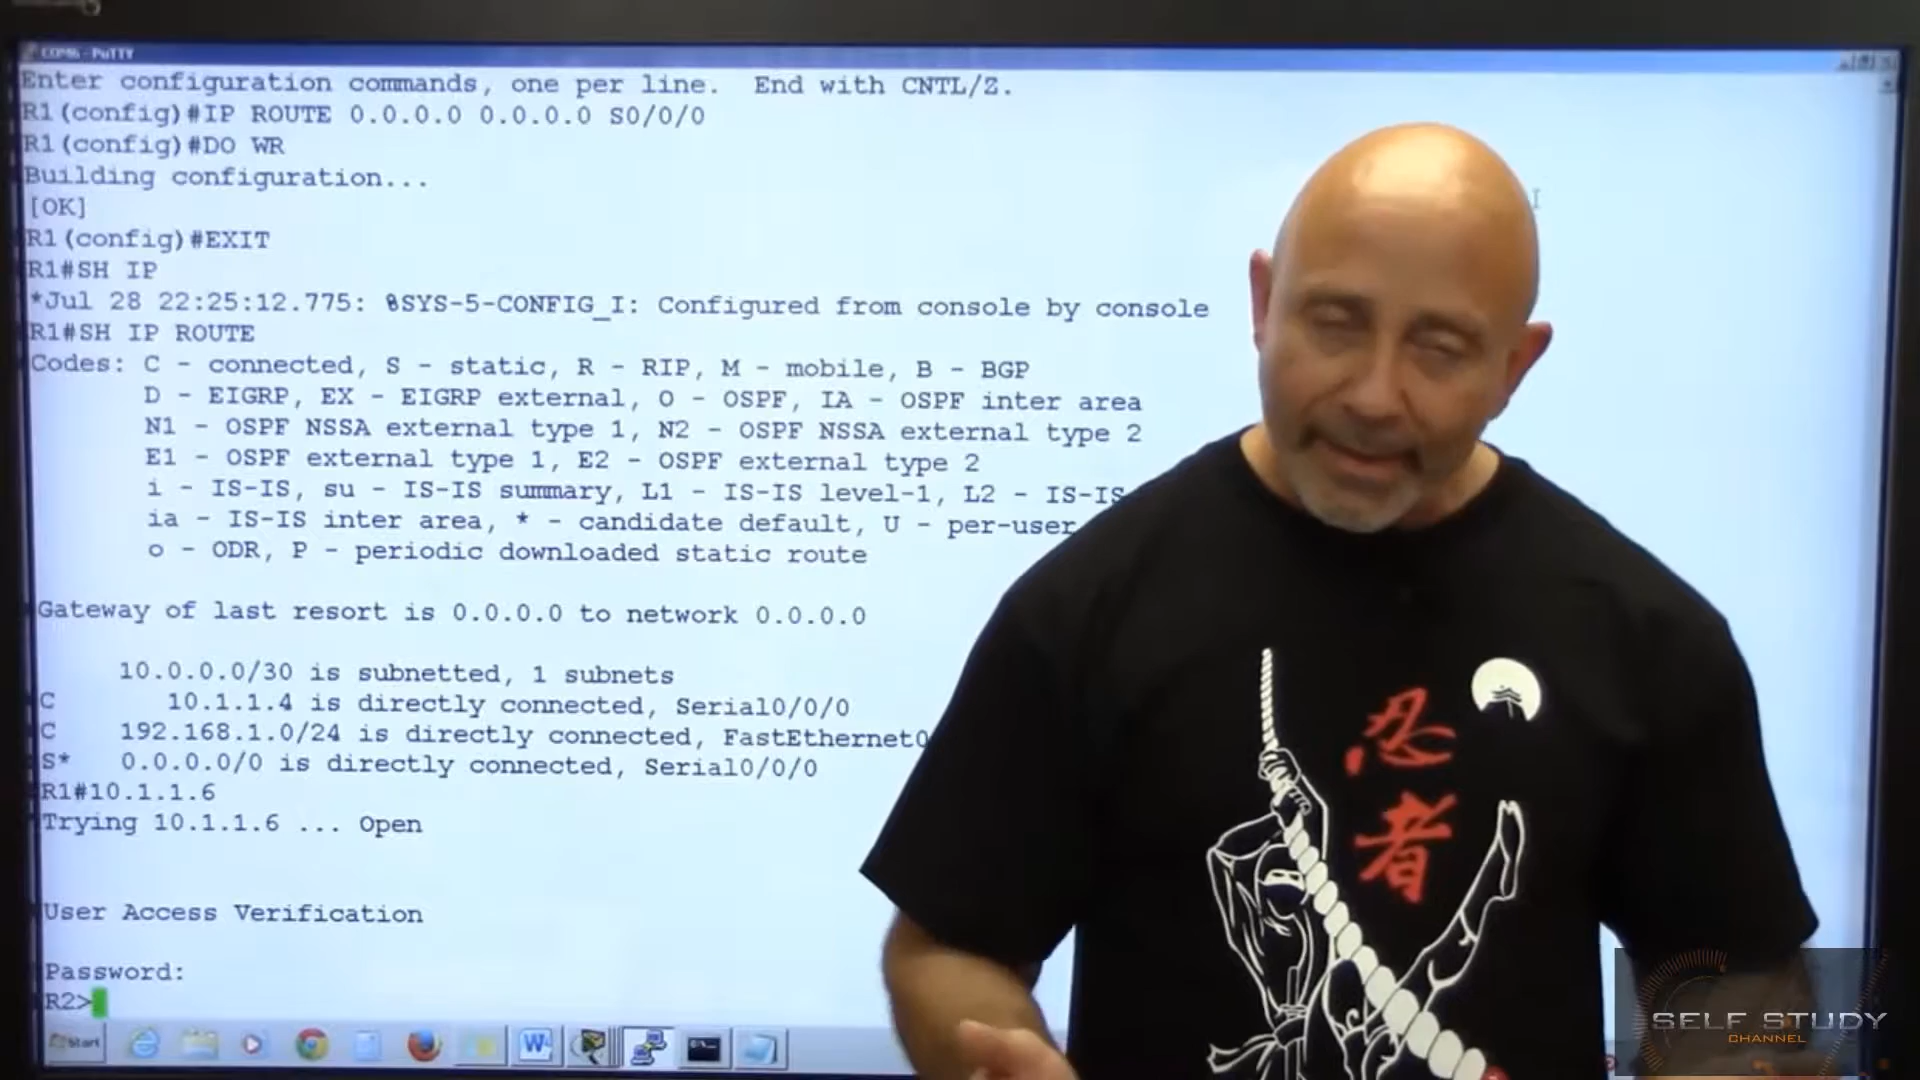 COM6 - PuTTY
Enter configuration commands, one per line.  End with CNTL/Z.
R1(config)#IP ROUTE 0.0.0.0 0.0.0.0 S0/0/0
R1(config)#DO WR
Building configuration...
[OK]
R1(config)#EXIT
R1#SH IP
*Jul 28 22:25:12.775: %SYS-5-CONFIG_I: Configured from console by console
R1#SH IP ROUTE
Codes: C - connected, S - static, R - RIP, M - mobile, B - BGP
D - EIGRP, EX - EIGRP external, O - OSPF, IA - OSPF inter area
N1 - OSPF NSSA external type 1, N2 - OSPF NSSA external type 2
E1 - OSPF external type 1, E2 - OSPF external type 2
i - IS-IS, su - IS-IS summary, L1 - IS-IS level-1, L2 - IS-IS
ia - IS-IS inter area, * - candidate default, U - per-user
o - ODR, P - periodic downloaded static route
Gateway of last resort is 0.0.0.0 to network 0.0.0.0
10.0.0.0/30 is subnetted, 1 subnets
C 10.1.1.4 is directly connected, Serial0/0/0
C 192.168.1.0/24 is directly connected, FastEthernet0
S* 0.0.0.0/0 is directly connected, Serial0/0/0
R1#10.1.1.6
Trying 10.1.1.6 ... Open
User Access Verification
Password:
R2>
Start
忍
者
SELF STUDY
CHANNEL